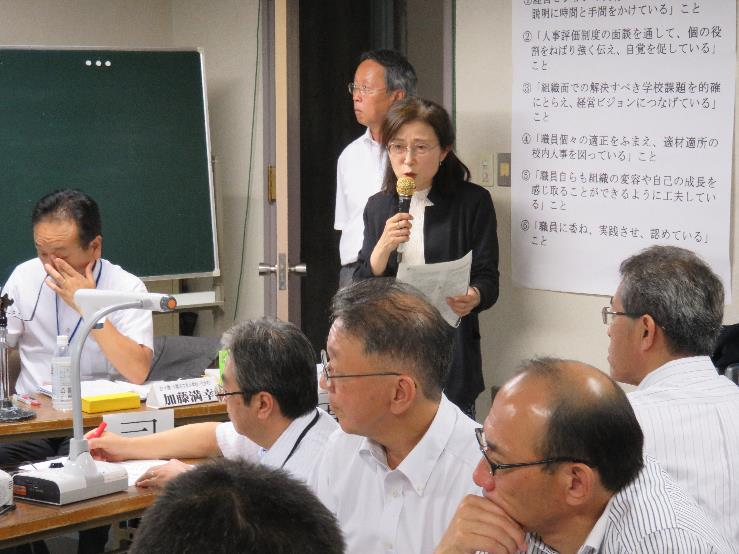 説明に時間と手間をかけている」こと
②「人事評価制度の面談を通して、個の役
割をねばり強く伝え、自覚を促している」
こと
③「組織面での解決すべき学校課題を的確
にとらえ、経営ビジョンにつなげている」
こと
④「職員個々の適正をふまえ、適材適所の
校内人事を図っている」こと
⑤「職員自らも組織の変容や自己の成長を
感じ取ることができるように工夫してい
る」こと
⑥「職員に委ね、実践させ、認めている」
こと
加藤満幸